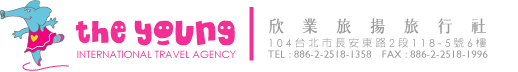 the young
INTERNATIONAL TRAVEL AGENCY
欣業旅揚旅行社
104台北市長安東路2段118-5號6樓
TEL : 886-2-2518-1358 FAX : 886-2-2518-1996